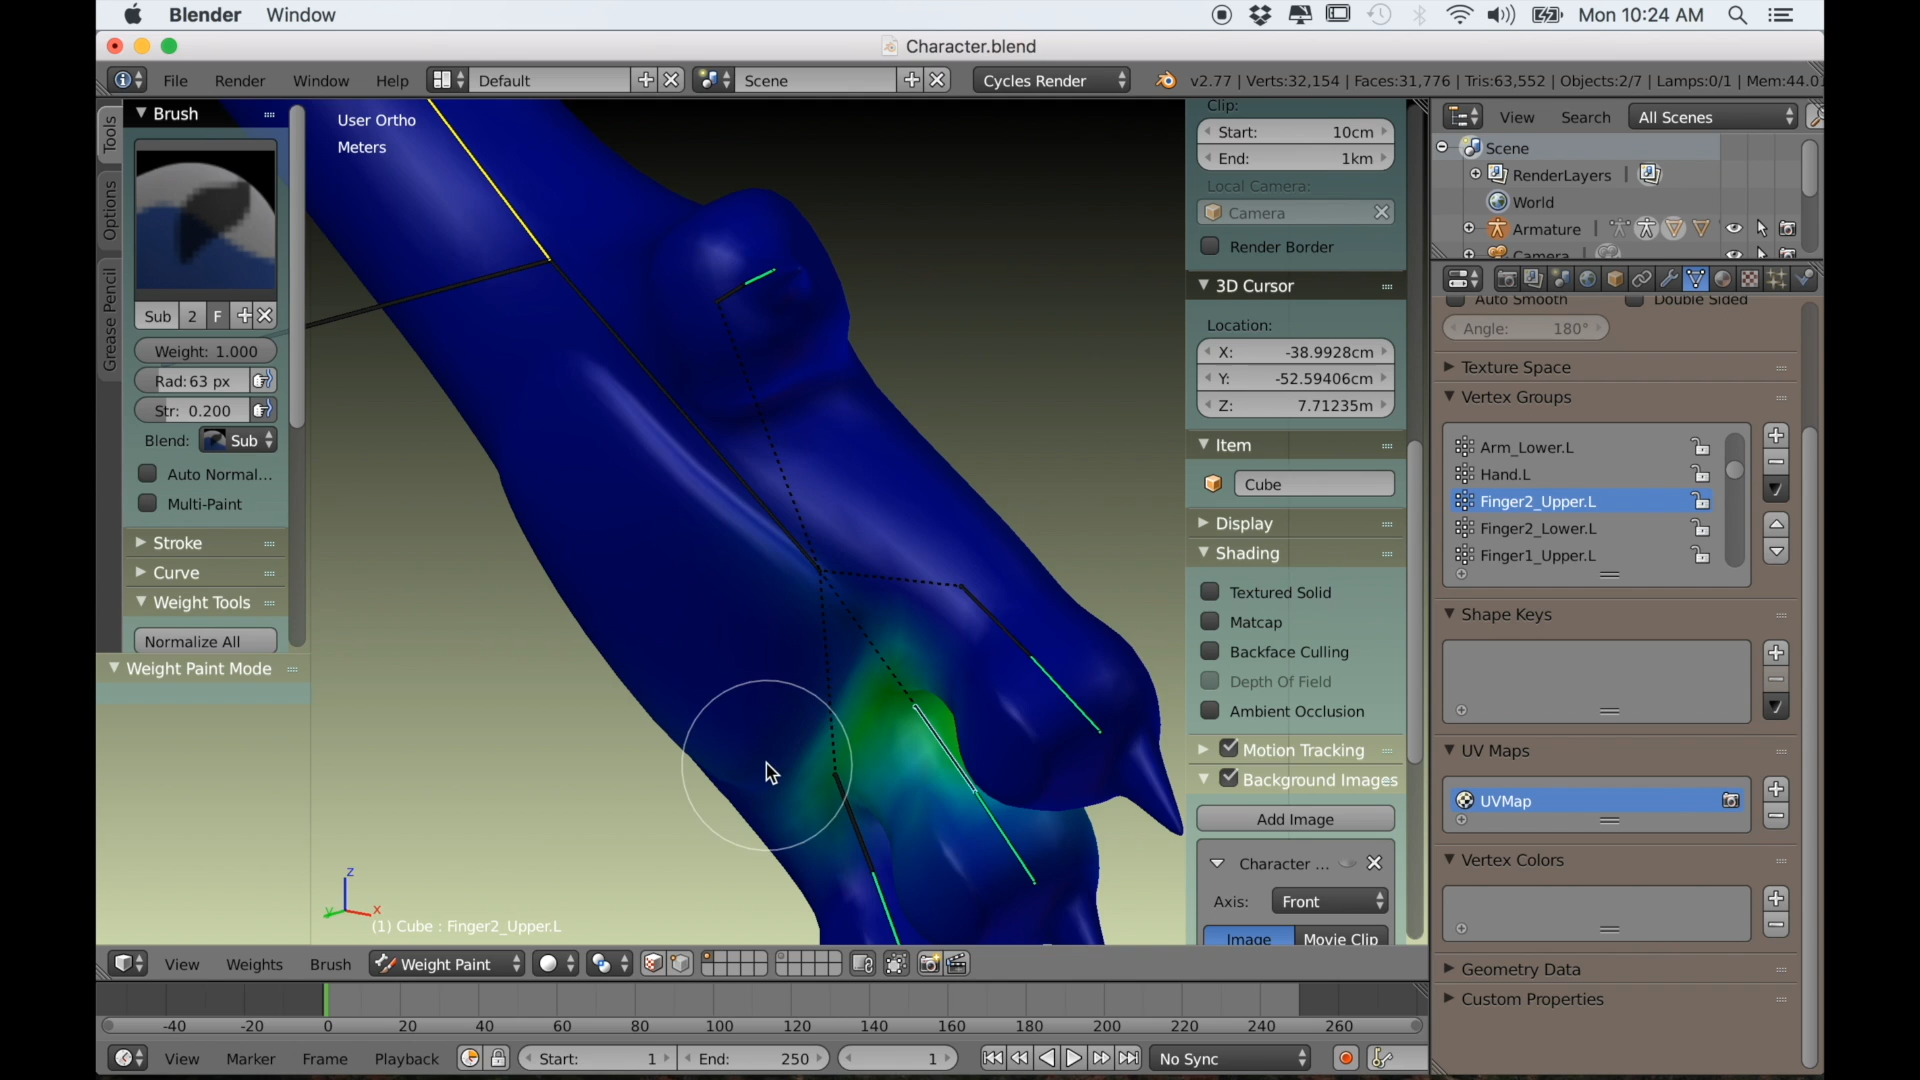 Blender Window
Mon 10:24 AM
Character.blend
File Render Window Help Default Scene Cycles Render
v2.77 | Verts:32,154 | Faces:31,776 | Tris:63,552 | Objects:2/7 | Lamps:0/1 | Mem:44.0
Tools
Options
Grease Pencil
Brush
Sub 2 F
Weight: 1.000
Rad: 63 px
Str: 0.200
Blend: Sub
Auto Normal...
Multi-Paint
Stroke
Curve
Weight Tools
Normalize All
Weight Paint Mode
User Ortho
Meters
z
y x
(1) Cube : Finger2_Upper.L
Clip:
Start: 10cm
End: 1km
Local Camera:
Camera
Render Border
3D Cursor
Location:
X: -38.9928cm
Y: -52.59406cm
Z: 7.71235m
Item
Cube
Display
Shading
Textured Solid
Matcap
Backface Culling
Depth Of Field
Ambient Occlusion
Motion Tracking
Background Images
Add Image
Character ...
Axis: Front
Image Movie Clip
View Search All Scenes
Scene
RenderLayers |
World
Armature |
Camera
Auto Smooth Double Sided
Angle: 180°
Texture Space
Vertex Groups
Arm_Lower.L
Hand.L
Finger2_Upper.L
Finger2_Lower.L
Finger1_Upper.L
Shape Keys
UV Maps
UVMap
Vertex Colors
Geometry Data
Custom Properties
View Weights Brush Weight Paint
-40 -20 0 20 40 60 80 100 120 140 160 180 200 220 240 260
View Marker Frame Playback Start: 1 End: 250 1 No Sync